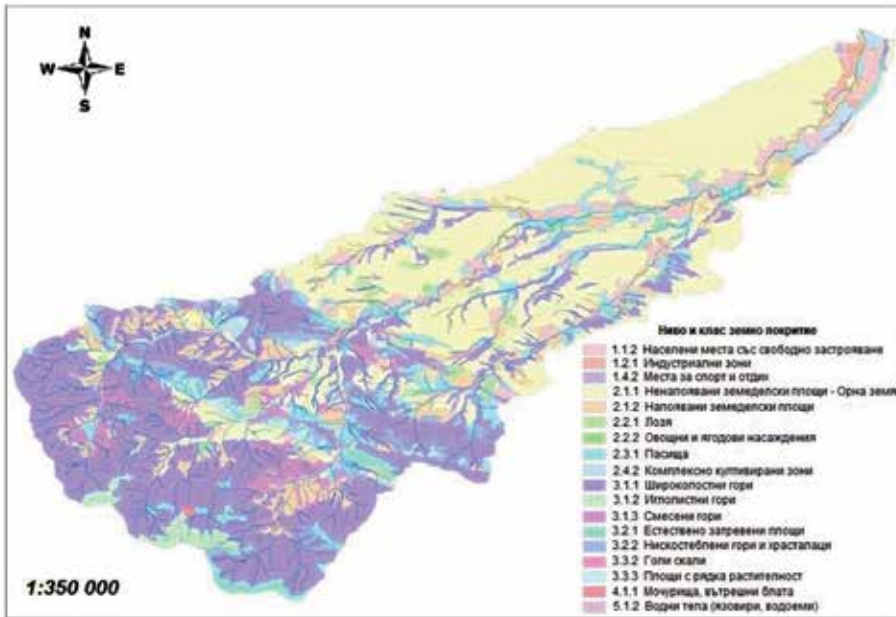 N
W E
S
Ниво и клас земно покритие
1.1.2 Населени места със свободно застрояване
1.2.1 Индустриални зони
1.4.2 Места за спорт и отдих
2.1.1 Ненапоявани земеделски площи - Орна земя
2.1.2 Напоявани земеделски площи
2.2.1 Лозя
2.2.2 Овощни и ягодови насаждения
2.3.1 Пасища
2.4.2 Комплексно култивирани зони
3.1.1 Широколостни гори
3.1.2 Иглолистни гори
3.1.3 Смесени гори
3.2.1 Естествено затревени площи
3.2.2 Нискостеблени гори и храсталаци
3.3.2 Голи скали
3.3.3 Площи с рядка растителност
4.1.1 Мочурища, вътрешни блата
5.1.2 Водни тела (язовири, водоеми)
1:350 000